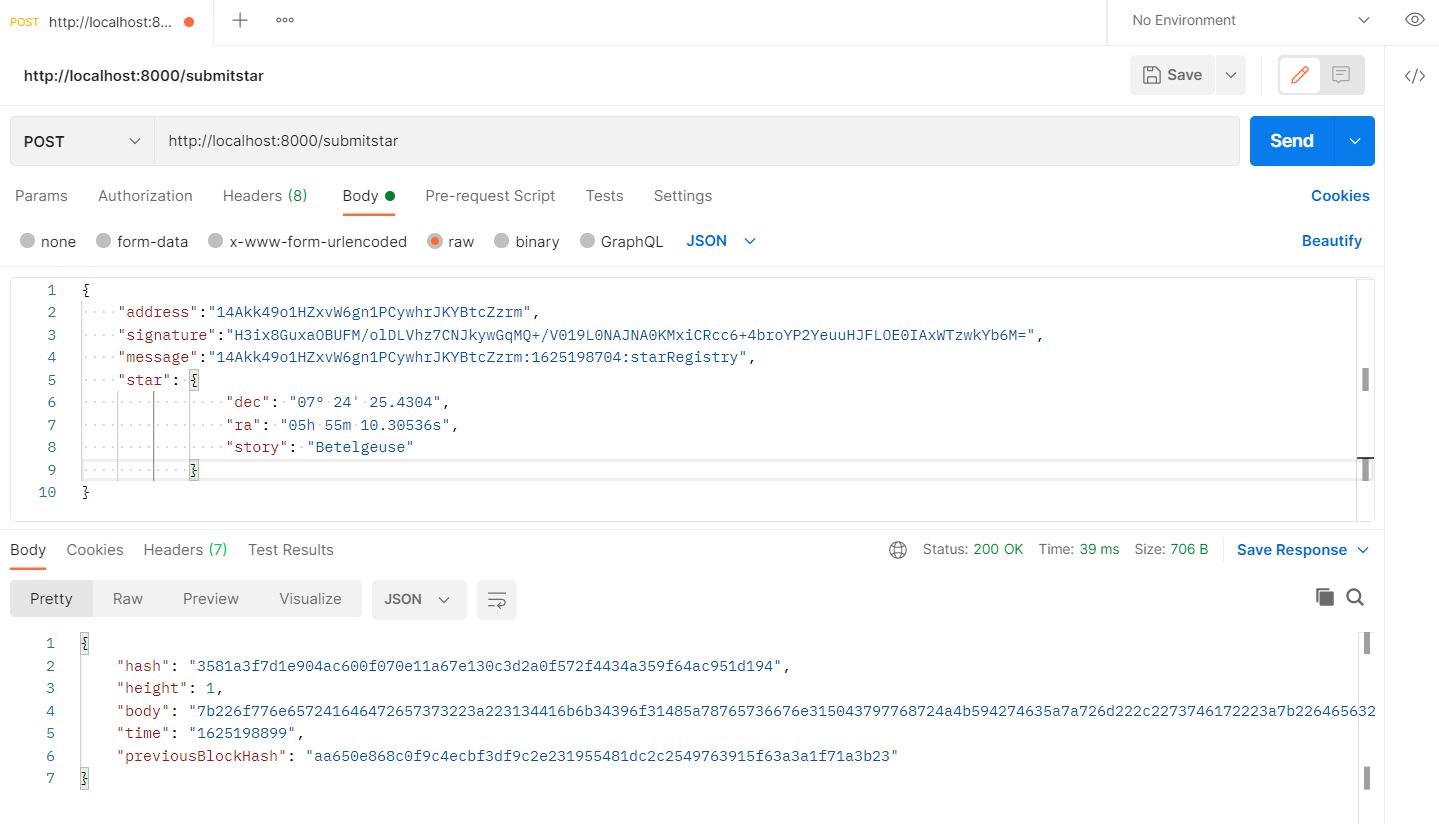 POST http://localhost:8... No Environment
http://localhost:8000/submitstar Save
POST http://localhost:8000/submitstar Send
Params Authorization Headers (8) Body Pre-request Script Tests Settings Cookies
none form-data x-www-form-urlencoded raw binary GraphQL JSON Beautify
1 {
2 "address":"14Akk49o1HZxvW6gn1PCywhrJKYBtcZzrm",
3 "signature":"H3ix8GuxaOBUFM/olDLVhz7CNJkywGqMQ+/V019L0NAJNA0KMxiCRcc6+4broYP2YeuuHJFLOE0IAxWTzwkYb6M=",
4 "message":"14Akk49o1HZxvW6gn1PCywhrJKYBtcZzrm:1625198704:starRegistry",
5 "star": {
6 "dec": "07° 24' 25.4304",
7 "ra": "05h 55m 10.30536s",
8 "story": "Betelgeuse"
9 }
10 }
Body Cookies Headers (7) Test Results Status: 200 OK Time: 39 ms Size: 706 B Save Response
Pretty Raw Preview Visualize JSON
1 {
2 "hash": "3581a3f7d1e904ac600f070e11a67e130c3d2a0f572f4434a359f64ac951d194",
3 "height": 1,
4 "body": "7b226f776e657241646472657373223a223134416b6b34396f31485a78765736676e315043797768724a4b594274635a7a726d222c2273746172223a7b226465632
5 "time": "1625198899",
6 "previousBlockHash": "aa650e868c0f9c4ecbf3df9c2e231955481dc2c2549763915f63a3a1f71a3b23"
7 }